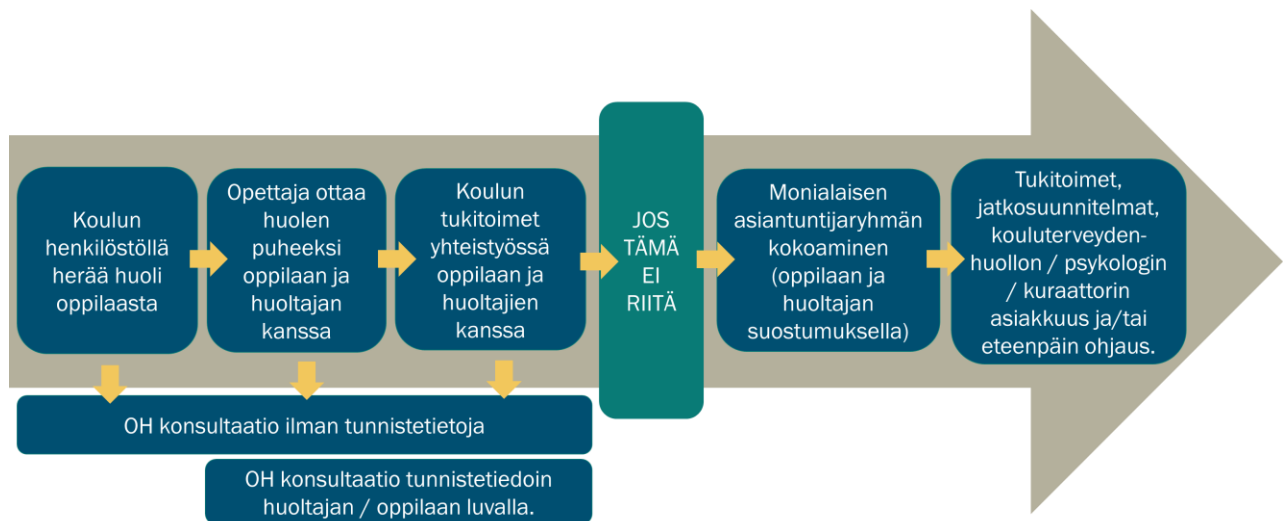 Koulun
henkilöstöllä
herää huoli
oppilaasta
Opettaja ottaa
huolen
puheeksi
oppilaan ja
huoltajan
kanssa
Koulun
tukitoimet
yhteistyössä
oppilaan ja
huoltajien
kanssa
JOS
TÄMÄ
EI
RIITÄ
Monialaisen
asiantuntijaryhmän
kokoaminen
(oppilaan ja
huoltajan
suostumuksella)
Tukitoimet,
jatkosuunnitelmat,
kouluterveyden-
huollon / psykologin
/ kuraattorin
asiakkuus ja/tai
eteenpäin ohjaus.
OH konsultaatio ilman tunnistetietoja
OH konsultaatio tunnistetiedoin
huoltajan / oppilaan luvalla.